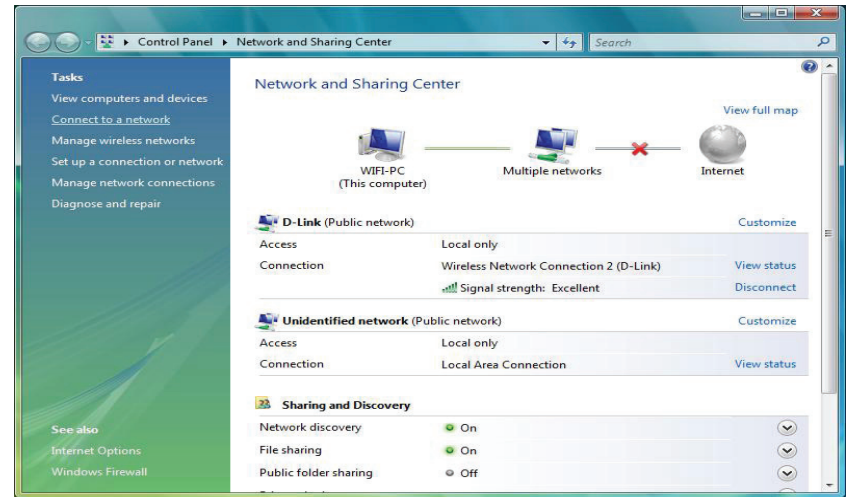 Control Panel Network and Sharing Center
Search
Tasks
View computers and devices
Connect to a network
Manage wireless networks
Set up a connection or network
Manage network connections
Diagnose and repair
See also
Internet Options
Windows Firewall
Network and Sharing Center
View full map
WIFI-PC
(This computer)
Multiple networks
Internet
D-Link (Public network) Customize
Access Local only
Connection Wireless Network Connection 2 (D-Link) View status
Signal strength: Excellent Disconnect
Unidentified network (Public network) Customize
Access Local only
Connection Local Area Connection View status
Sharing and Discovery
Network discovery On
File sharing On
Public folder sharing Off